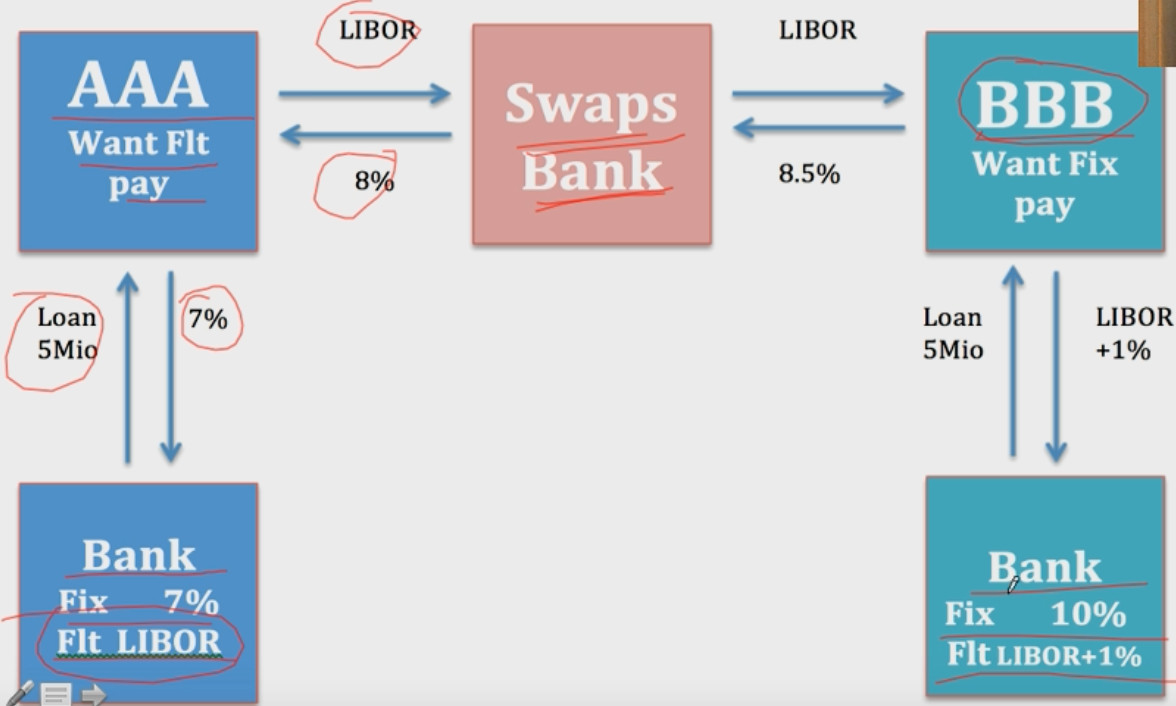 LIBOR
LIBOR
AAA
Want Flt
pay
Swaps
Bank
BBB
Want Fix
pay
8%
8.5%
Loan
5Mio
7%
Loan
5Mio
LIBOR
+1%
Bank
Fix 7%
Flt LIBOR
Bank
Fix 10%
Flt LIBOR+1%